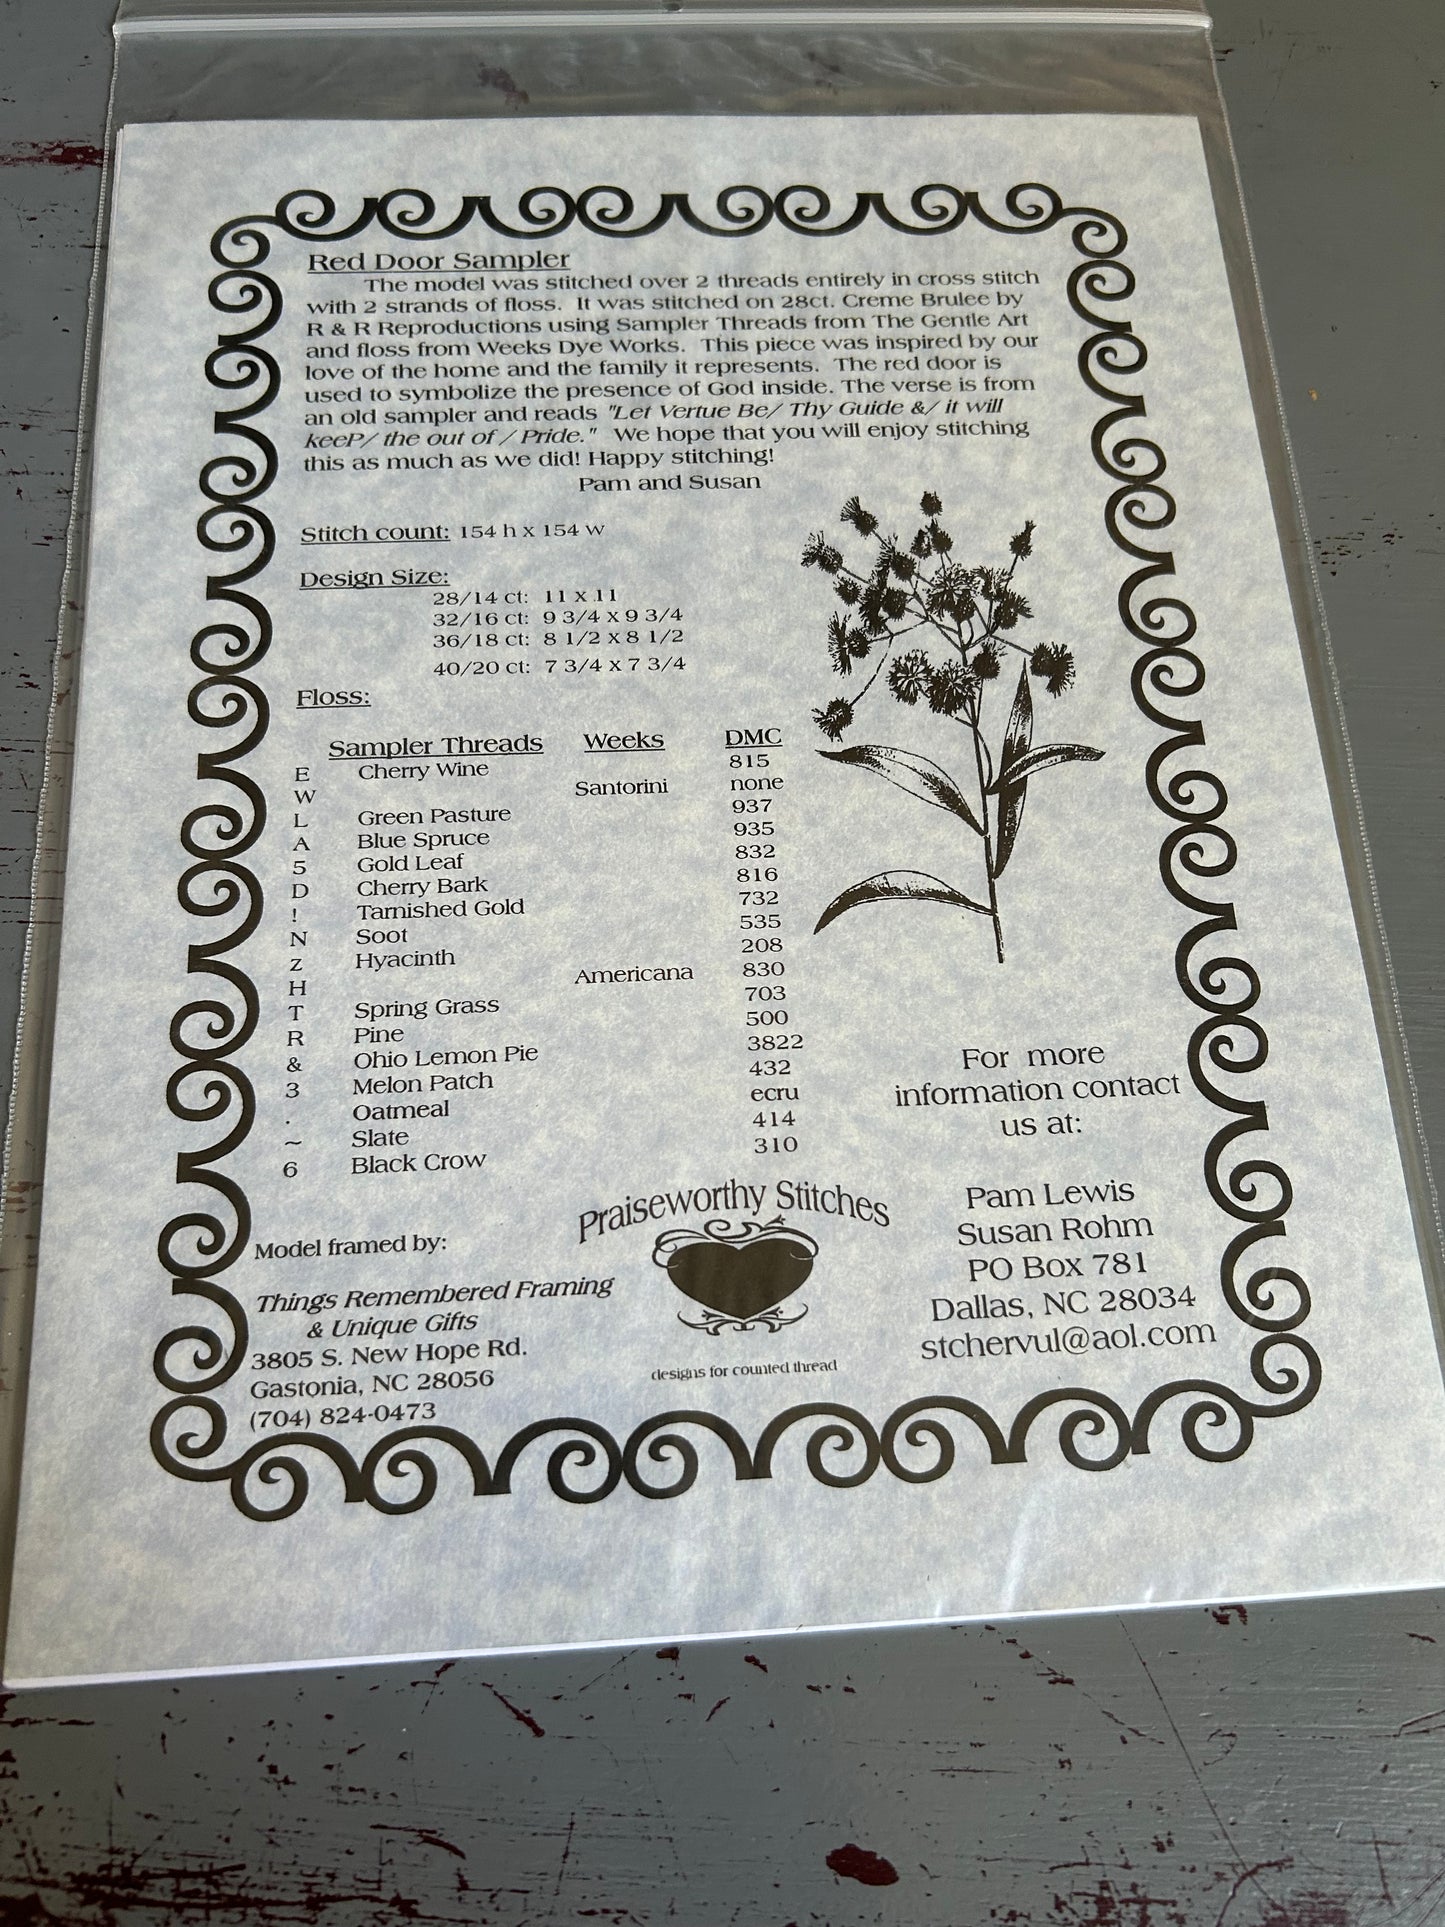 Red Door Sampler
The model was stitched over 2 threads entirely in cross stitch
with 2 strands of floss. It was stitched on 28ct. Creme Brulee by
R & R Reproductions using Sampler Threads from The Gentle Art
and floss from Weeks Dye Works. This piece was inspired by our
love of the home and the family it represents. The red door is
used to symbolize the presence of God inside. The verse is from
an old sampler and reads "Let Vertue Be/ Thy Guide &/ it will
keeP/ the out of / Pride." We hope that you will enjoy stitching
this as much as we did! Happy stitching!
Pam and Susan
Stitch count: 154 h x 154 w
Design Size:
28/14 ct: 11 x 11
32/16 ct: 9 3/4 x 9 3/4
36/18 ct: 8 1/2 x 8 1/2
40/20 ct: 7 3/4 x 7 3/4
Floss:
Sampler Threads Weeks DMC
E Cherry Wine 815
W Santorini none
L Green Pasture 937
A Blue Spruce 935
5 Gold Leaf 832
D Cherry Bark 816
! Tarnished Gold 732
N Soot 535
Z Hyacinth 208
H Americana 830
T Spring Grass 703
R Pine 500
& Ohio Lemon Pie 3822
3 Melon Patch 432
. Oatmeal ecru
~ Slate 414
6 Black Crow 310
For more
information contact
us at:
Pam Lewis
Susan Rohm
PO Box 781
Dallas, NC 28034
stchervul@aol.com
Praiseworthy Stitches
designs for counted thread
Model framed by:
Things Remembered Framing
& Unique Gifts
3805 S. New Hope Rd.
Gastonia, NC 28056
(704) 824-0473